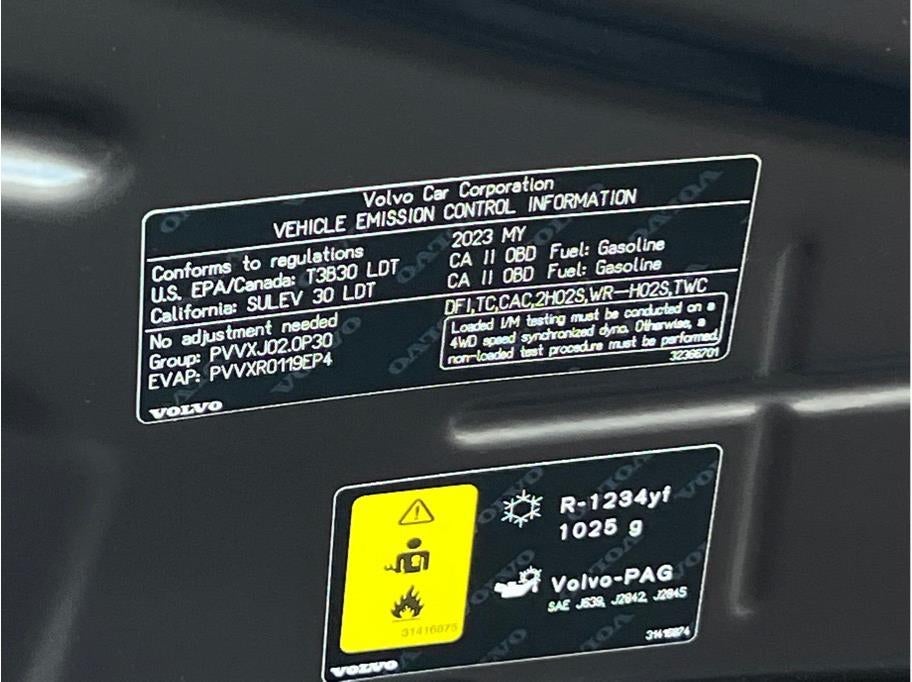 Volvo Car Corporation
VEHICLE EMISSION CONTROL INFORMATION
Conforms to regulations 2023 MY
U.S. EPA/Canada: T3B30 LDT CA II OBD Fuel: Gasoline
California: SULEV 30 LDT CA II OBD Fuel: Gasoline
No adjustment needed DFI,TC,CAC,2HO2S,WR-HO2S,TWC
Group: PVVXJ02.0P30
EVAP: PVVXR0119EP4
Loaded I/M testing must be conducted on a
4WD speed synchronized dyno. Otherwise, a
non-loaded test procedure must be performed.
32366701
VOLVO
R-1234yf
1025 g
Volvo-PAG
SAE J639, J2842, J2845
31416875
31416874
VOLVO